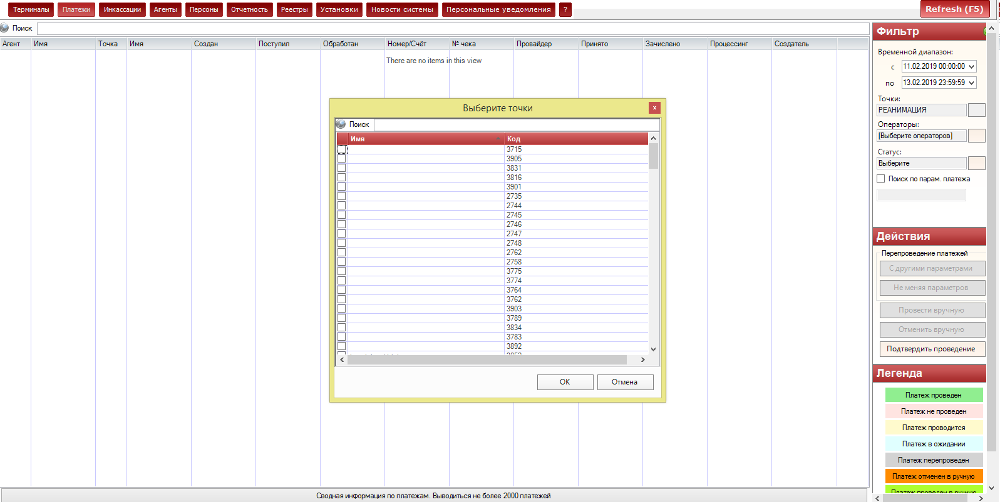 Терминалы Платежи Инкассации Агенты Персоны Отчетность Реестры Установки Новости системы Персональные уведомления ? Refresh (F5)
Поиск
Агент Имя Точка Имя Создан Поступил Обработан Номер/Счёт № чека Провайдер Принято Зачислено Процессинг Создатель
There are no items in this view
Выберите точки
x
Поиск
Имя Код
3715
3905
3831
3816
3901
2735
2744
2745
2746
2747
2748
2762
2758
3775
3774
3764
3762
3903
3789
3834
3783
3892
OK Отмена
Фильтр
Временной диапазон:
с 11.02.2019 00:00:00
по 13.02.2019 23:59:59
Точки:
РЕАНИМАЦИЯ
Операторы:
[Выберите операторов]
Статус:
Выберите
Поиск по парам. платежа
Действия
Перепроведение платежей
С другими параметрами
Не меняя параметров
Провести вручную
Отменить вручную
Подтвердить проведение
Легенда
Платеж проведен
Платеж не проведен
Платеж проводится
Платеж в ожидании
Платеж перепроведен
Платеж отменен в ручную
Платеж проведен в ручную
Сводная информация по платежам. Выводиться не более 2000 платежей